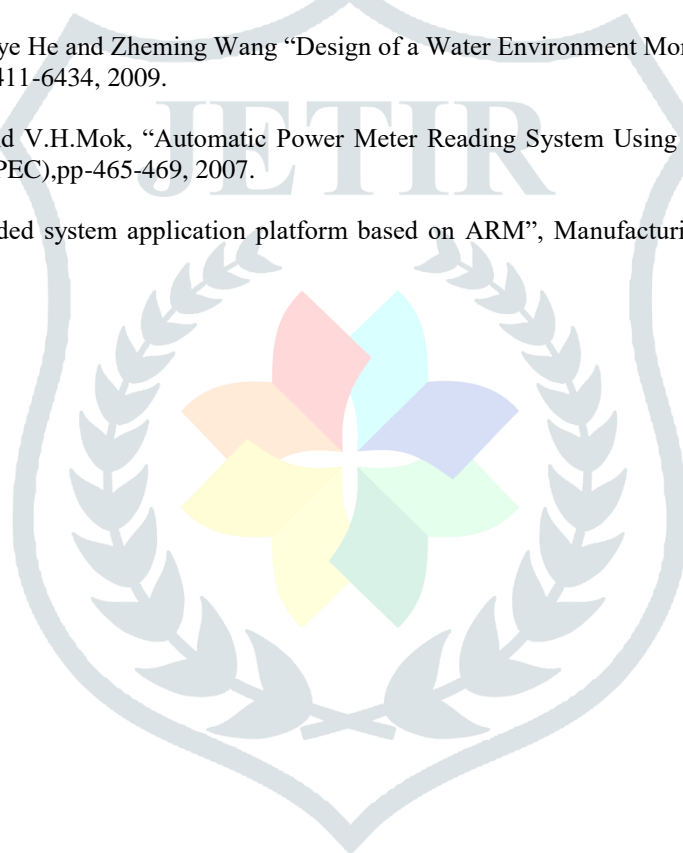 ye He and Zheming Wang “Design of a Water Environment Mor
411-6434, 2009.
JETIR
d V.H.Mok, “Automatic Power Meter Reading System Using
PEC),pp-465-469, 2007.
ded system application platform based on ARM”, Manufacturi